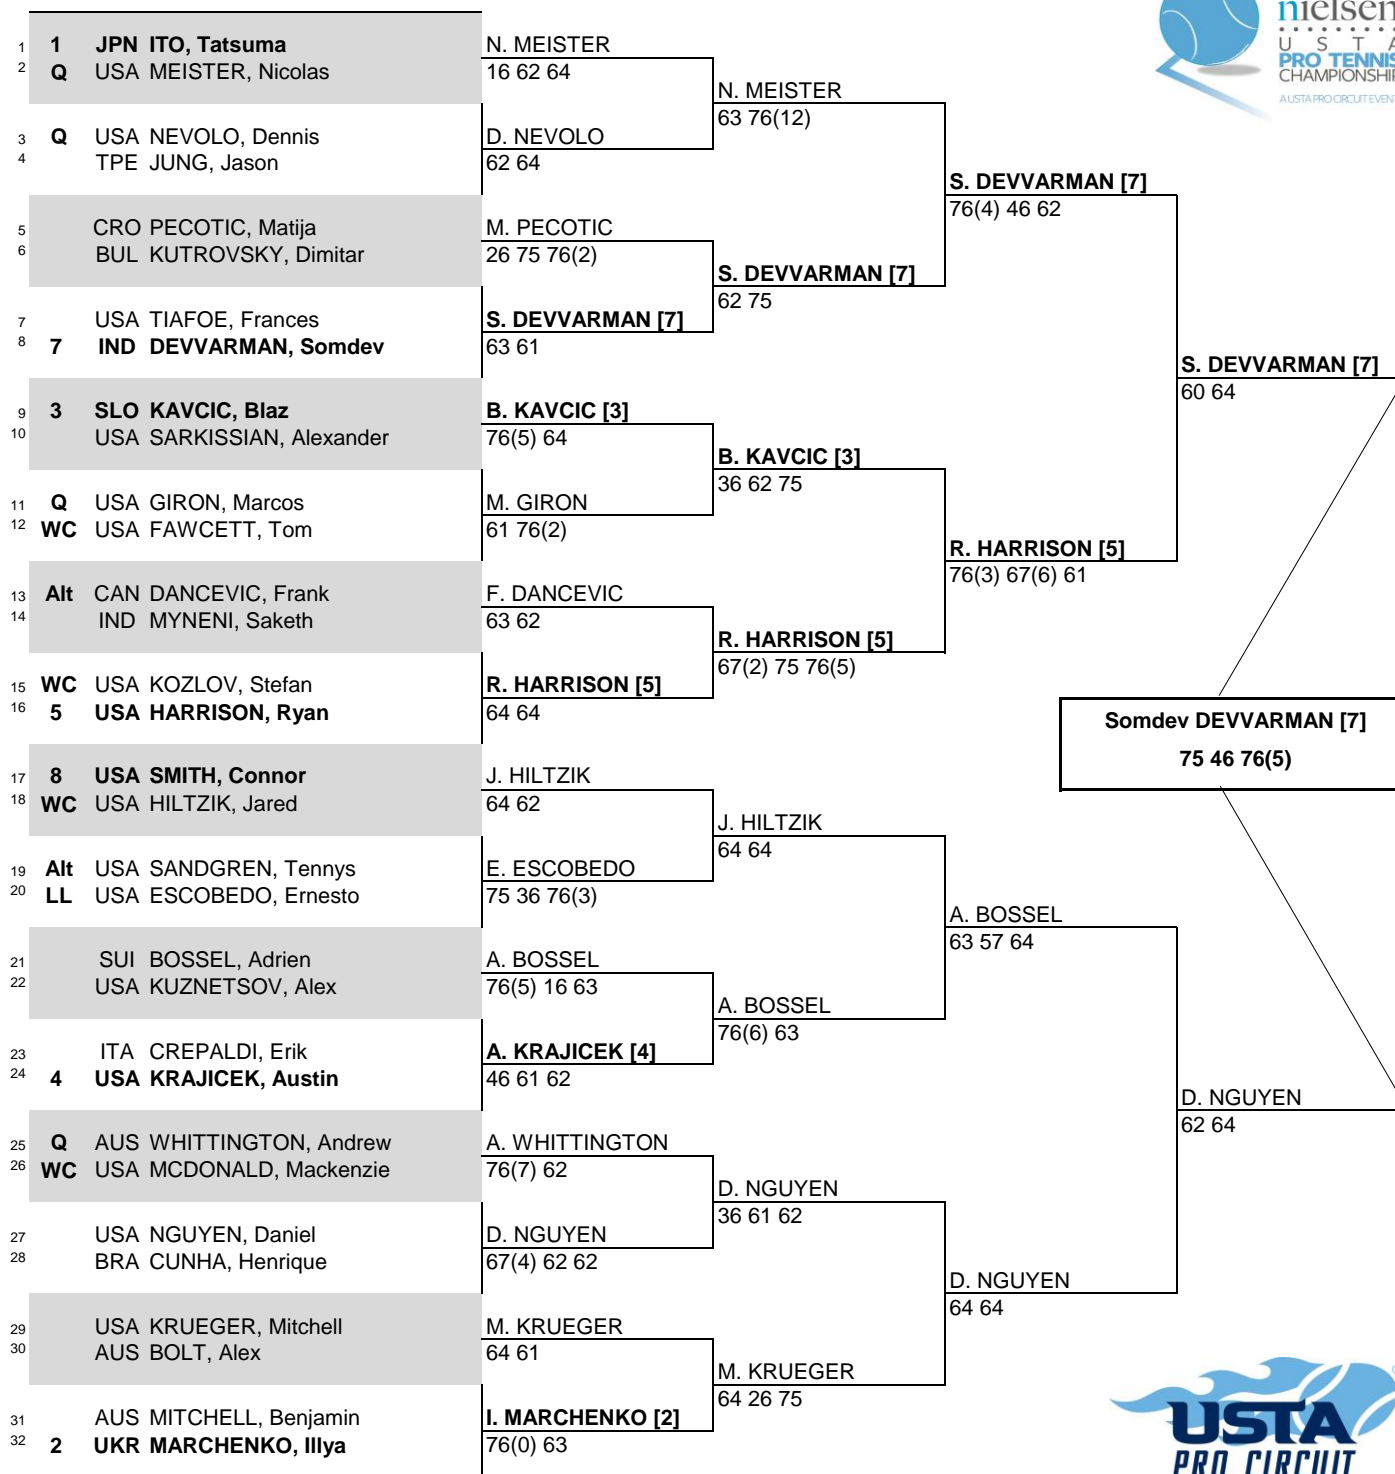 nielsen
U S T A
PRO TENNIS
CHAMPIONSHIP
A USTA PRO CIRCUIT EVENT
1 1 JPN ITO, Tatsuma
2 Q USA MEISTER, Nicolas
3 Q USA NEVOLO, Dennis
4 TPE JUNG, Jason
5 CRO PECOTIC, Matija
6 BUL KUTROVSKY, Dimitar
7 USA TIAFOE, Frances
8 7 IND DEVVARMAN, Somdev
9 3 SLO KAVCIC, Blaz
10 USA SARKISSIAN, Alexander
11 Q USA GIRON, Marcos
12 WC USA FAWCETT, Tom
13 Alt CAN DANCEVIC, Frank
14 IND MYNENI, Saketh
15 WC USA KOZLOV, Stefan
16 5 USA HARRISON, Ryan
17 8 USA SMITH, Connor
18 WC USA HILTZIK, Jared
19 Alt USA SANDGREN, Tennys
20 LL USA ESCOBEDO, Ernesto
21 SUI BOSSEL, Adrien
22 USA KUZNETSOV, Alex
23 ITA CREPALDI, Erik
24 4 USA KRAJICEK, Austin
25 Q AUS WHITTINGTON, Andrew
26 WC USA MCDONALD, Mackenzie
27 USA NGUYEN, Daniel
28 BRA CUNHA, Henrique
29 USA KRUEGER, Mitchell
30 AUS BOLT, Alex
31 AUS MITCHELL, Benjamin
32 2 UKR MARCHENKO, Illya
N. MEISTER
16 62 64
D. NEVOLO
62 64
M. PECOTIC
26 75 76(2)
S. DEVVARMAN [7]
63 61
B. KAVCIC [3]
76(5) 64
M. GIRON
61 76(2)
F. DANCEVIC
63 62
R. HARRISON [5]
64 64
J. HILTZIK
64 62
E. ESCOBEDO
75 36 76(3)
A. BOSSEL
76(5) 16 63
A. KRAJICEK [4]
46 61 62
A. WHITTINGTON
76(7) 62
D. NGUYEN
67(4) 62 62
M. KRUEGER
64 61
I. MARCHENKO [2]
76(0) 63
N. MEISTER
63 76(12)
S. DEVVARMAN [7]
62 75
B. KAVCIC [3]
36 62 75
R. HARRISON [5]
67(2) 75 76(5)
J. HILTZIK
64 64
A. BOSSEL
76(6) 63
D. NGUYEN
36 61 62
M. KRUEGER
64 26 75
S. DEVVARMAN [7]
76(4) 46 62
R. HARRISON [5]
76(3) 67(6) 61
A. BOSSEL
63 57 64
D. NGUYEN
64 64
S. DEVVARMAN [7]
60 64
D. NGUYEN
62 64
Somdev DEVVARMAN [7]
75 46 76(5)
USTA
PRO CIRCUIT